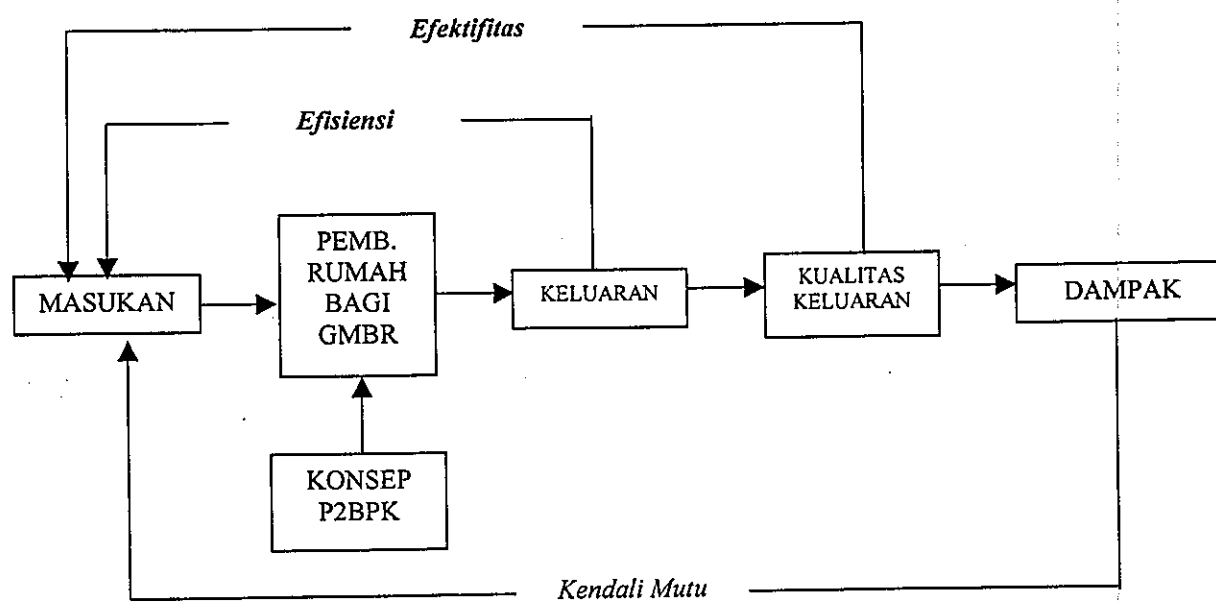 Efektifitas
Efisiensi
MASUKAN
PEMB.
RUMAH
BAGI
GMBR
KELUARAN
KUALITAS
KELUARAN
DAMPAK
KONSEP
P2BPK
Kendali Mutu